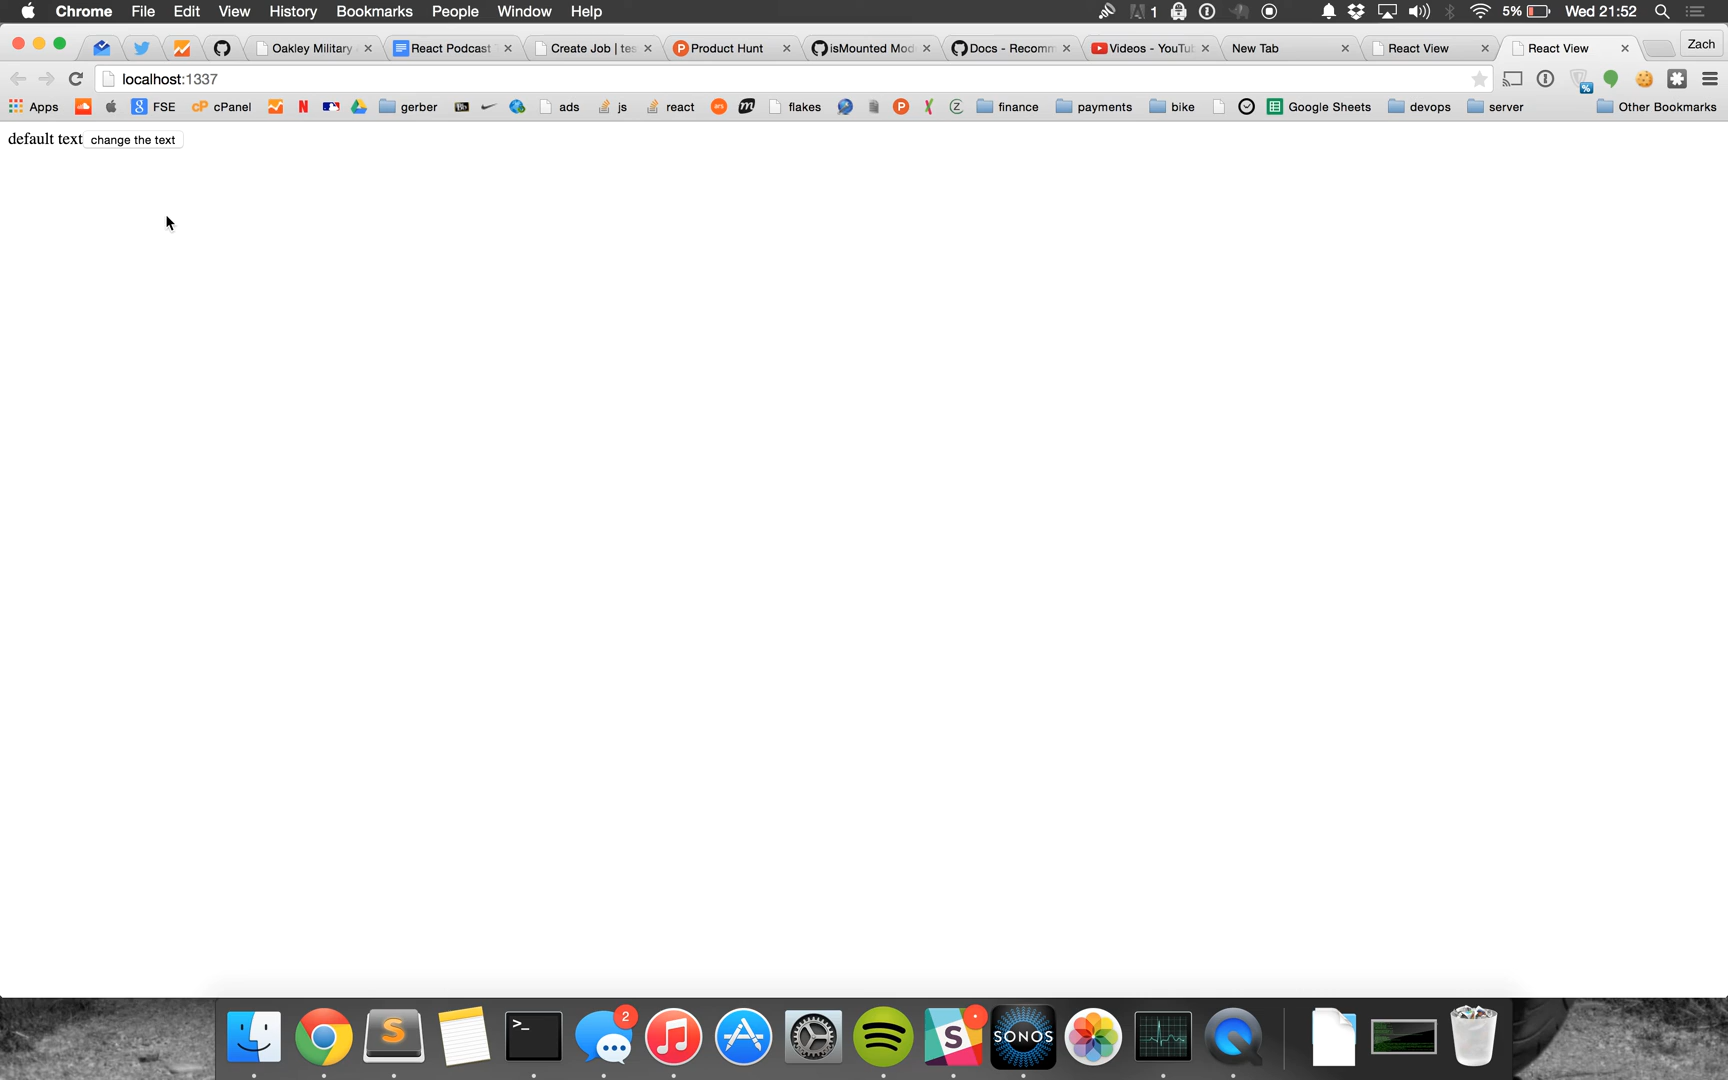 Chrome File Edit View History Bookmarks People Window Help 1 5% Wed 21:52
Oakley Military React Podcast Create Job | tes Product Hunt isMounted Mod Docs - Recomm Videos - YouTu New Tab React View React View Zach
localhost:1337
Apps FSE cP cPanel N gerber ads js react flakes finance payments bike Google Sheets devops server Other Bookmarks
default text change the text
2
SONOS